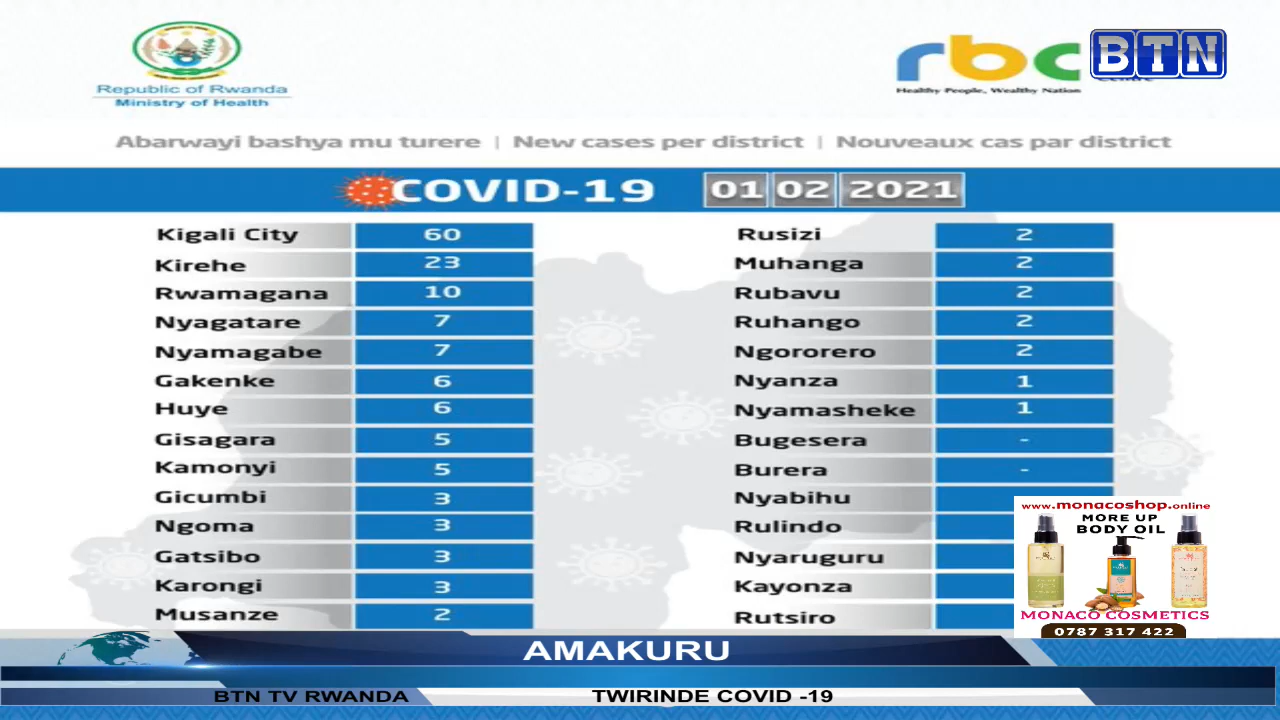 Republic of Rwanda
Ministry of Health
rbc
Healthy People, Wealthy Nation
BTN
Abarwayi bashya mu turere | New cases per district | Nouveaux cas par district
COVID-19 01 02 2021
Kigali City 60
Kirehe 23
Rwamagana 10
Nyagatare 7
Nyamagabe 7
Gakenke 6
Huye 6
Gisagara 5
Kamonyi 5
Gicumbi 3
Ngoma 3
Gatsibo 3
Karongi 3
Musanze 2
Rusizi 2
Muhanga 2
Rubavu 2
Ruhango 2
Ngororero 2
Nyanza 1
Nyamasheke 1
Bugesera -
Burera -
Nyabihu
Rulindo
Nyaruguru
Kayonza
Rutsiro
www.monacoshop.online
MORE UP
BODY OIL
MONACO COSMETICS
0787 317 422
AMAKURU
BTN TV RWANDA TWIRINDE COVID -19